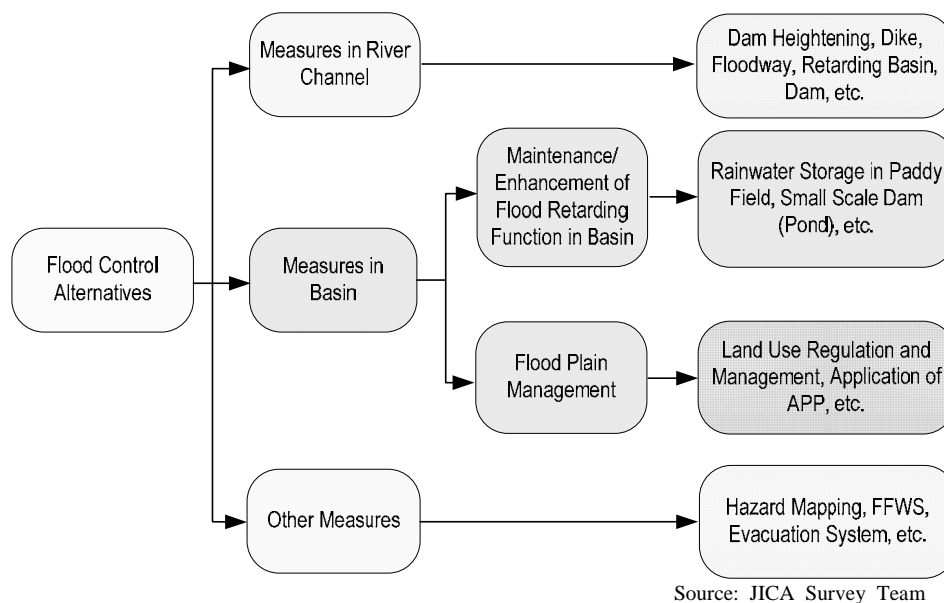 Measures in River
Channel
Dam Heightening, Dike,
Floodway, Retarding Basin,
Dam, etc.
Maintenance/
Enhancement of
Flood Retarding
Function in Basin
Rainwater Storage in Paddy
Field, Small Scale Dam
(Pond), etc.
Flood Control
Alternatives
Measures in
Basin
Flood Plain
Management
Land Use Regulation and
Management, Application of
APP, etc.
Other Measures
Hazard Mapping, FFWS,
Evacuation System, etc.
Source: JICA Survey Team